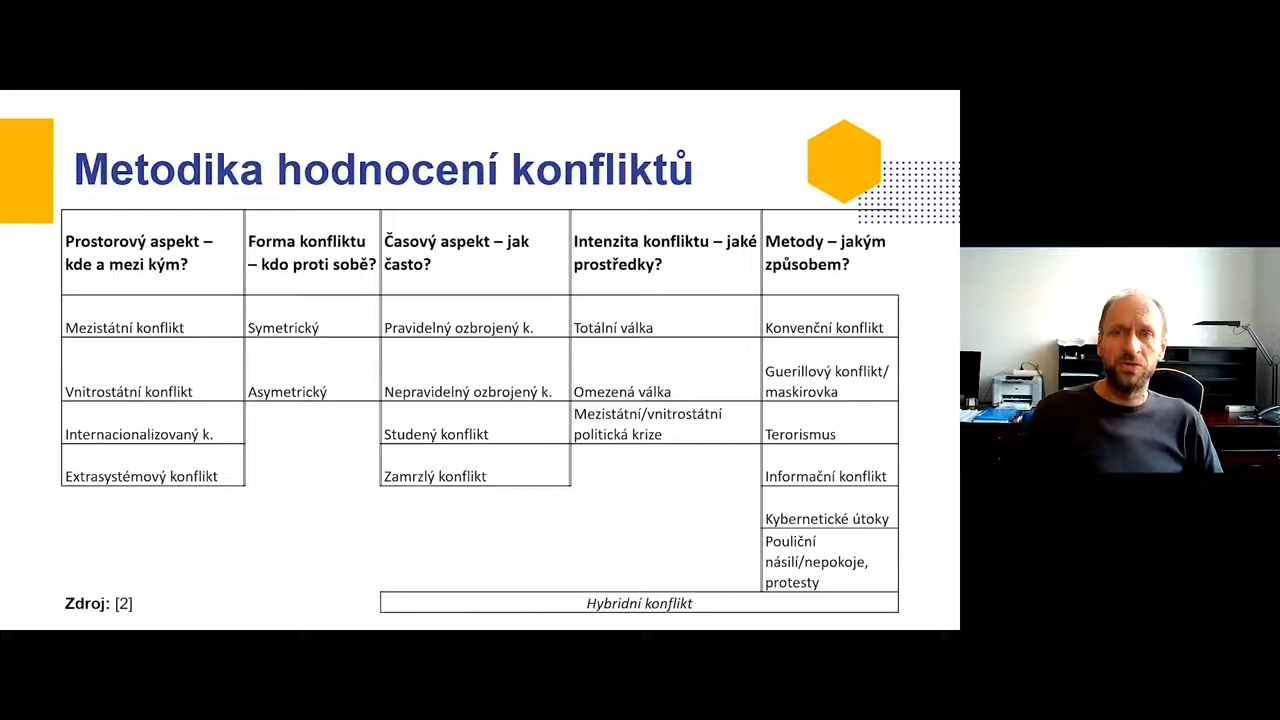 Metodika hodnocení konfliktů
Prostorový aspekt –
kde a mezi kým?
Forma konfliktu
– kdo proti sobě?
Časový aspekt – jak
často?
Intenzita konfliktu – jaké
prostředky?
Metody – jakým
způsobem?
Mezistátní konflikt
Symetrický
Pravidelný ozbrojený k.
Totální válka
Konvenční konflikt
Vnitrostátní konflikt
Asymetrický
Nepravidelný ozbrojený k.
Omezená válka
Guerillový konflikt/
maskirovka
Internacionalizovaný k.
Studený konflikt
Mezistátní/vnitrostátní
politická krize
Terorismus
Extrasystémový konflikt
Zamrzlý konflikt
Informační konflikt
Kybernetické útoky
Pouliční
násilí/nepokoje,
protesty
Zdroj: [2]
Hybridní konflikt